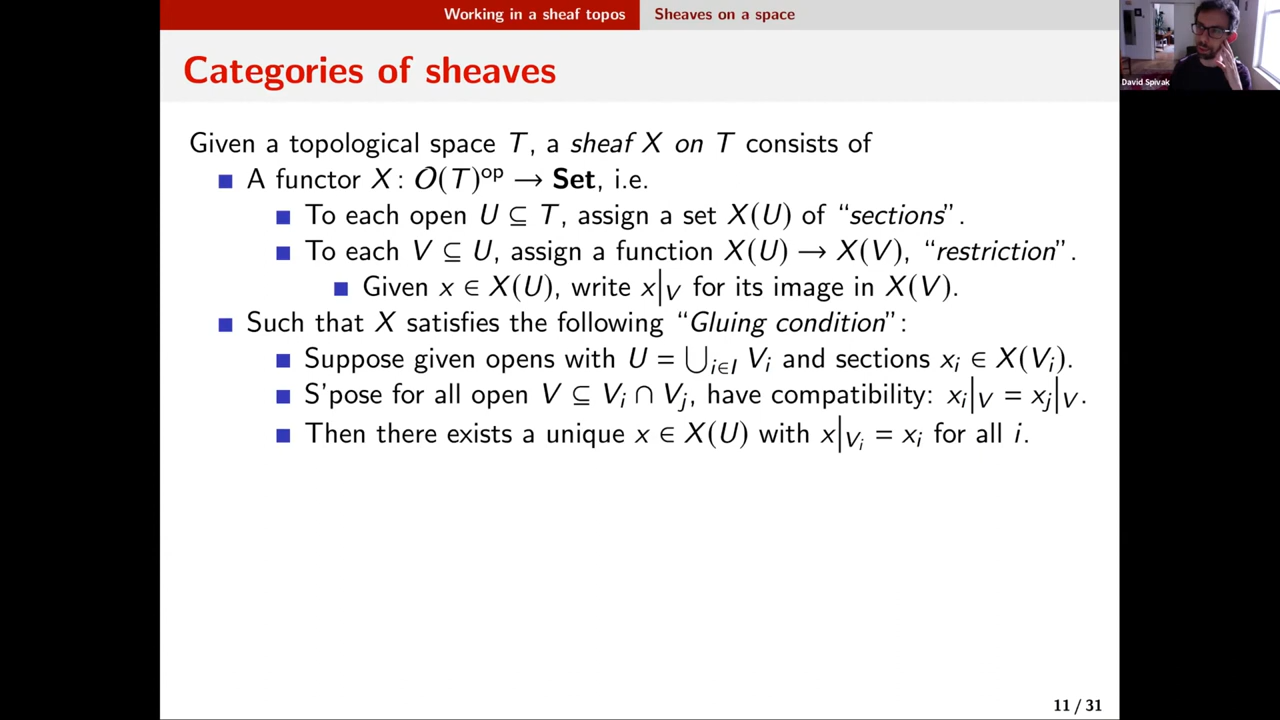 Working in a sheaf topos Sheaves on a space
Categories of sheaves
David Spivak
Given a topological space T, a sheaf X on T consists of
■ A functor X : O(T)ᵒᵖ → Set, i.e.
■ To each open U ⊆ T, assign a set X(U) of “sections”.
■ To each V ⊆ U, assign a function X(U) → X(V), “restriction”.
■ Given x ∈ X(U), write x|_V for its image in X(V).
■ Such that X satisfies the following “Gluing condition”:
■ Suppose given opens with U = ⋃_{i∈I} V_i and sections x_i ∈ X(V_i).
■ S'pose for all open V ⊆ V_i ∩ V_j, have compatibility: x_i|_V = x_j|_V.
■ Then there exists a unique x ∈ X(U) with x|_{V_i} = x_i for all i.
11 / 31